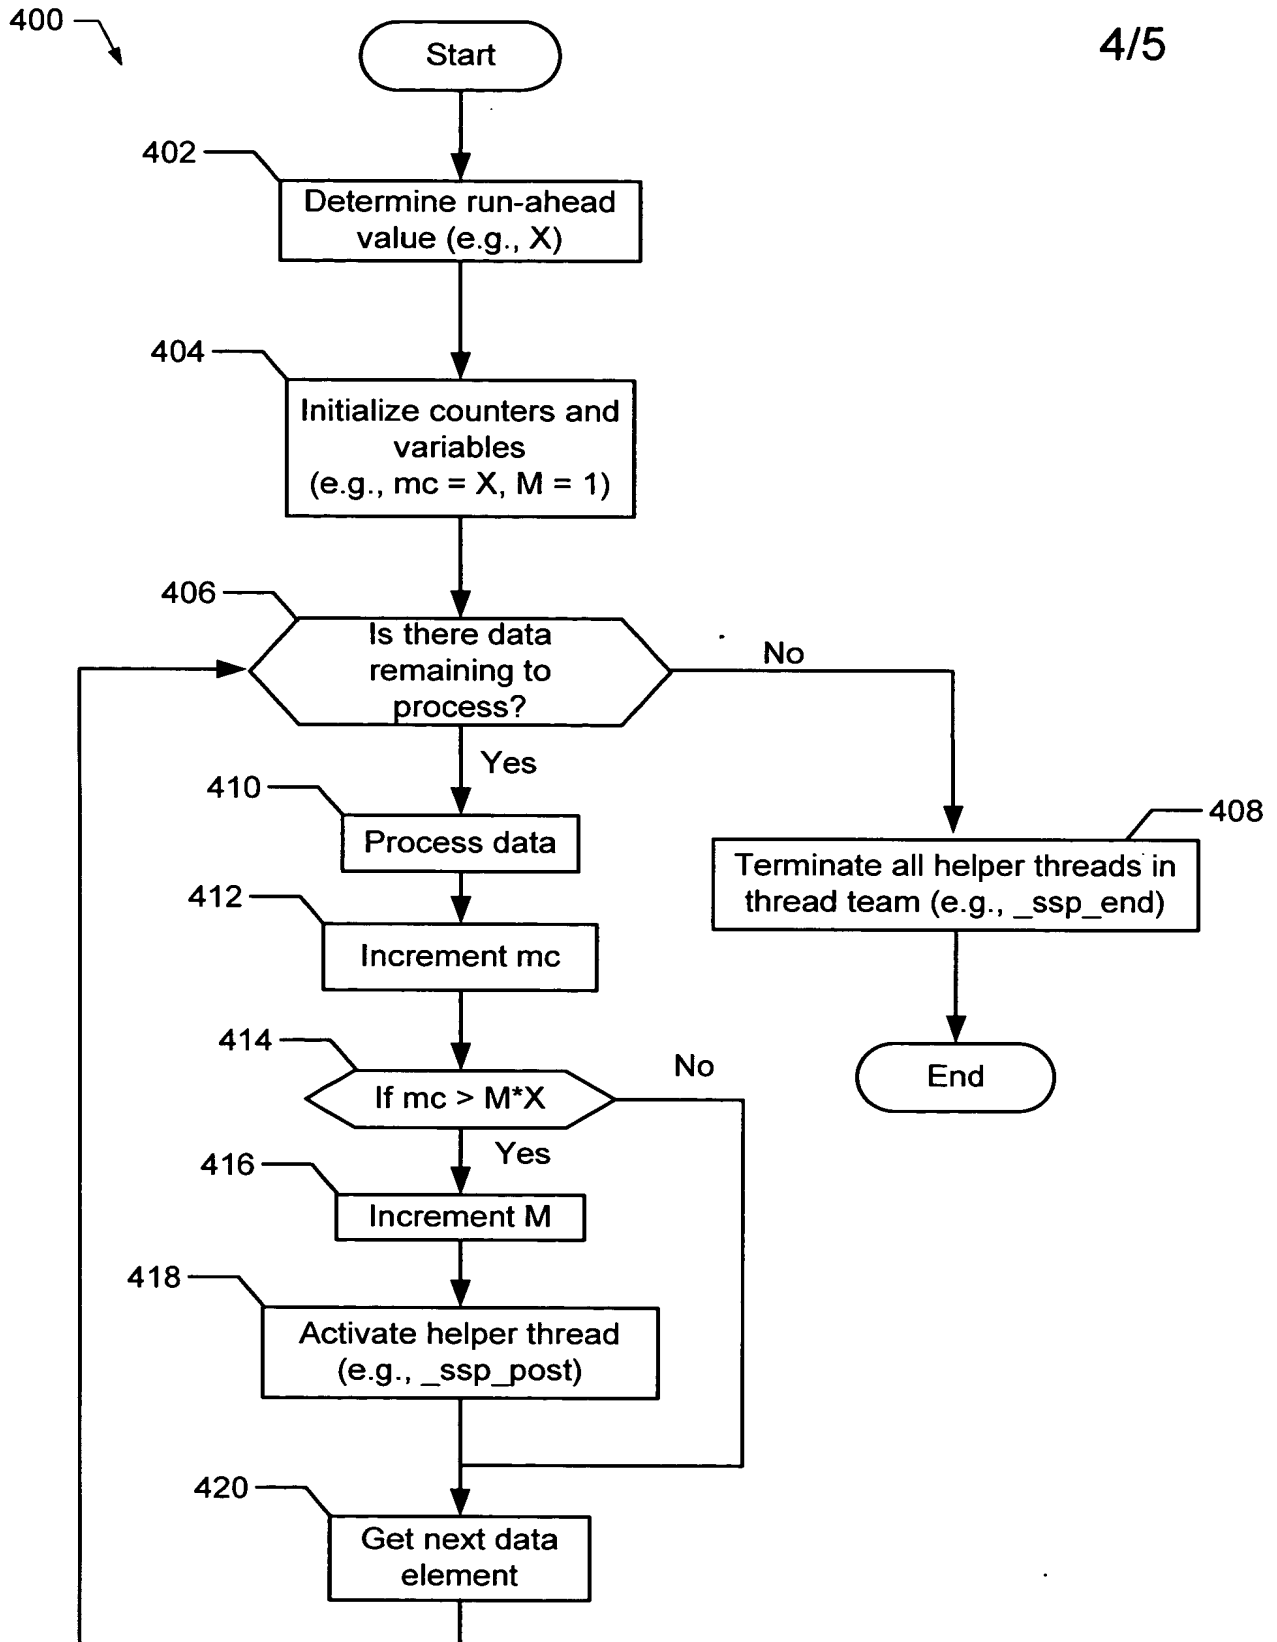 400
4/5
Start
402
Determine run-ahead
value (e.g., X)
404
Initialize counters and
variables
(e.g., mc = X, M = 1)
406
Is there data
remaining to
process?
No
Yes
410
Process data
408
Terminate all helper threads in
thread team (e.g., _ssp_end)
412
Increment mc
414
If mc > M*X
No
End
Yes
416
Increment M
418
Activate helper thread
(e.g., _ssp_post)
420
Get next data
element